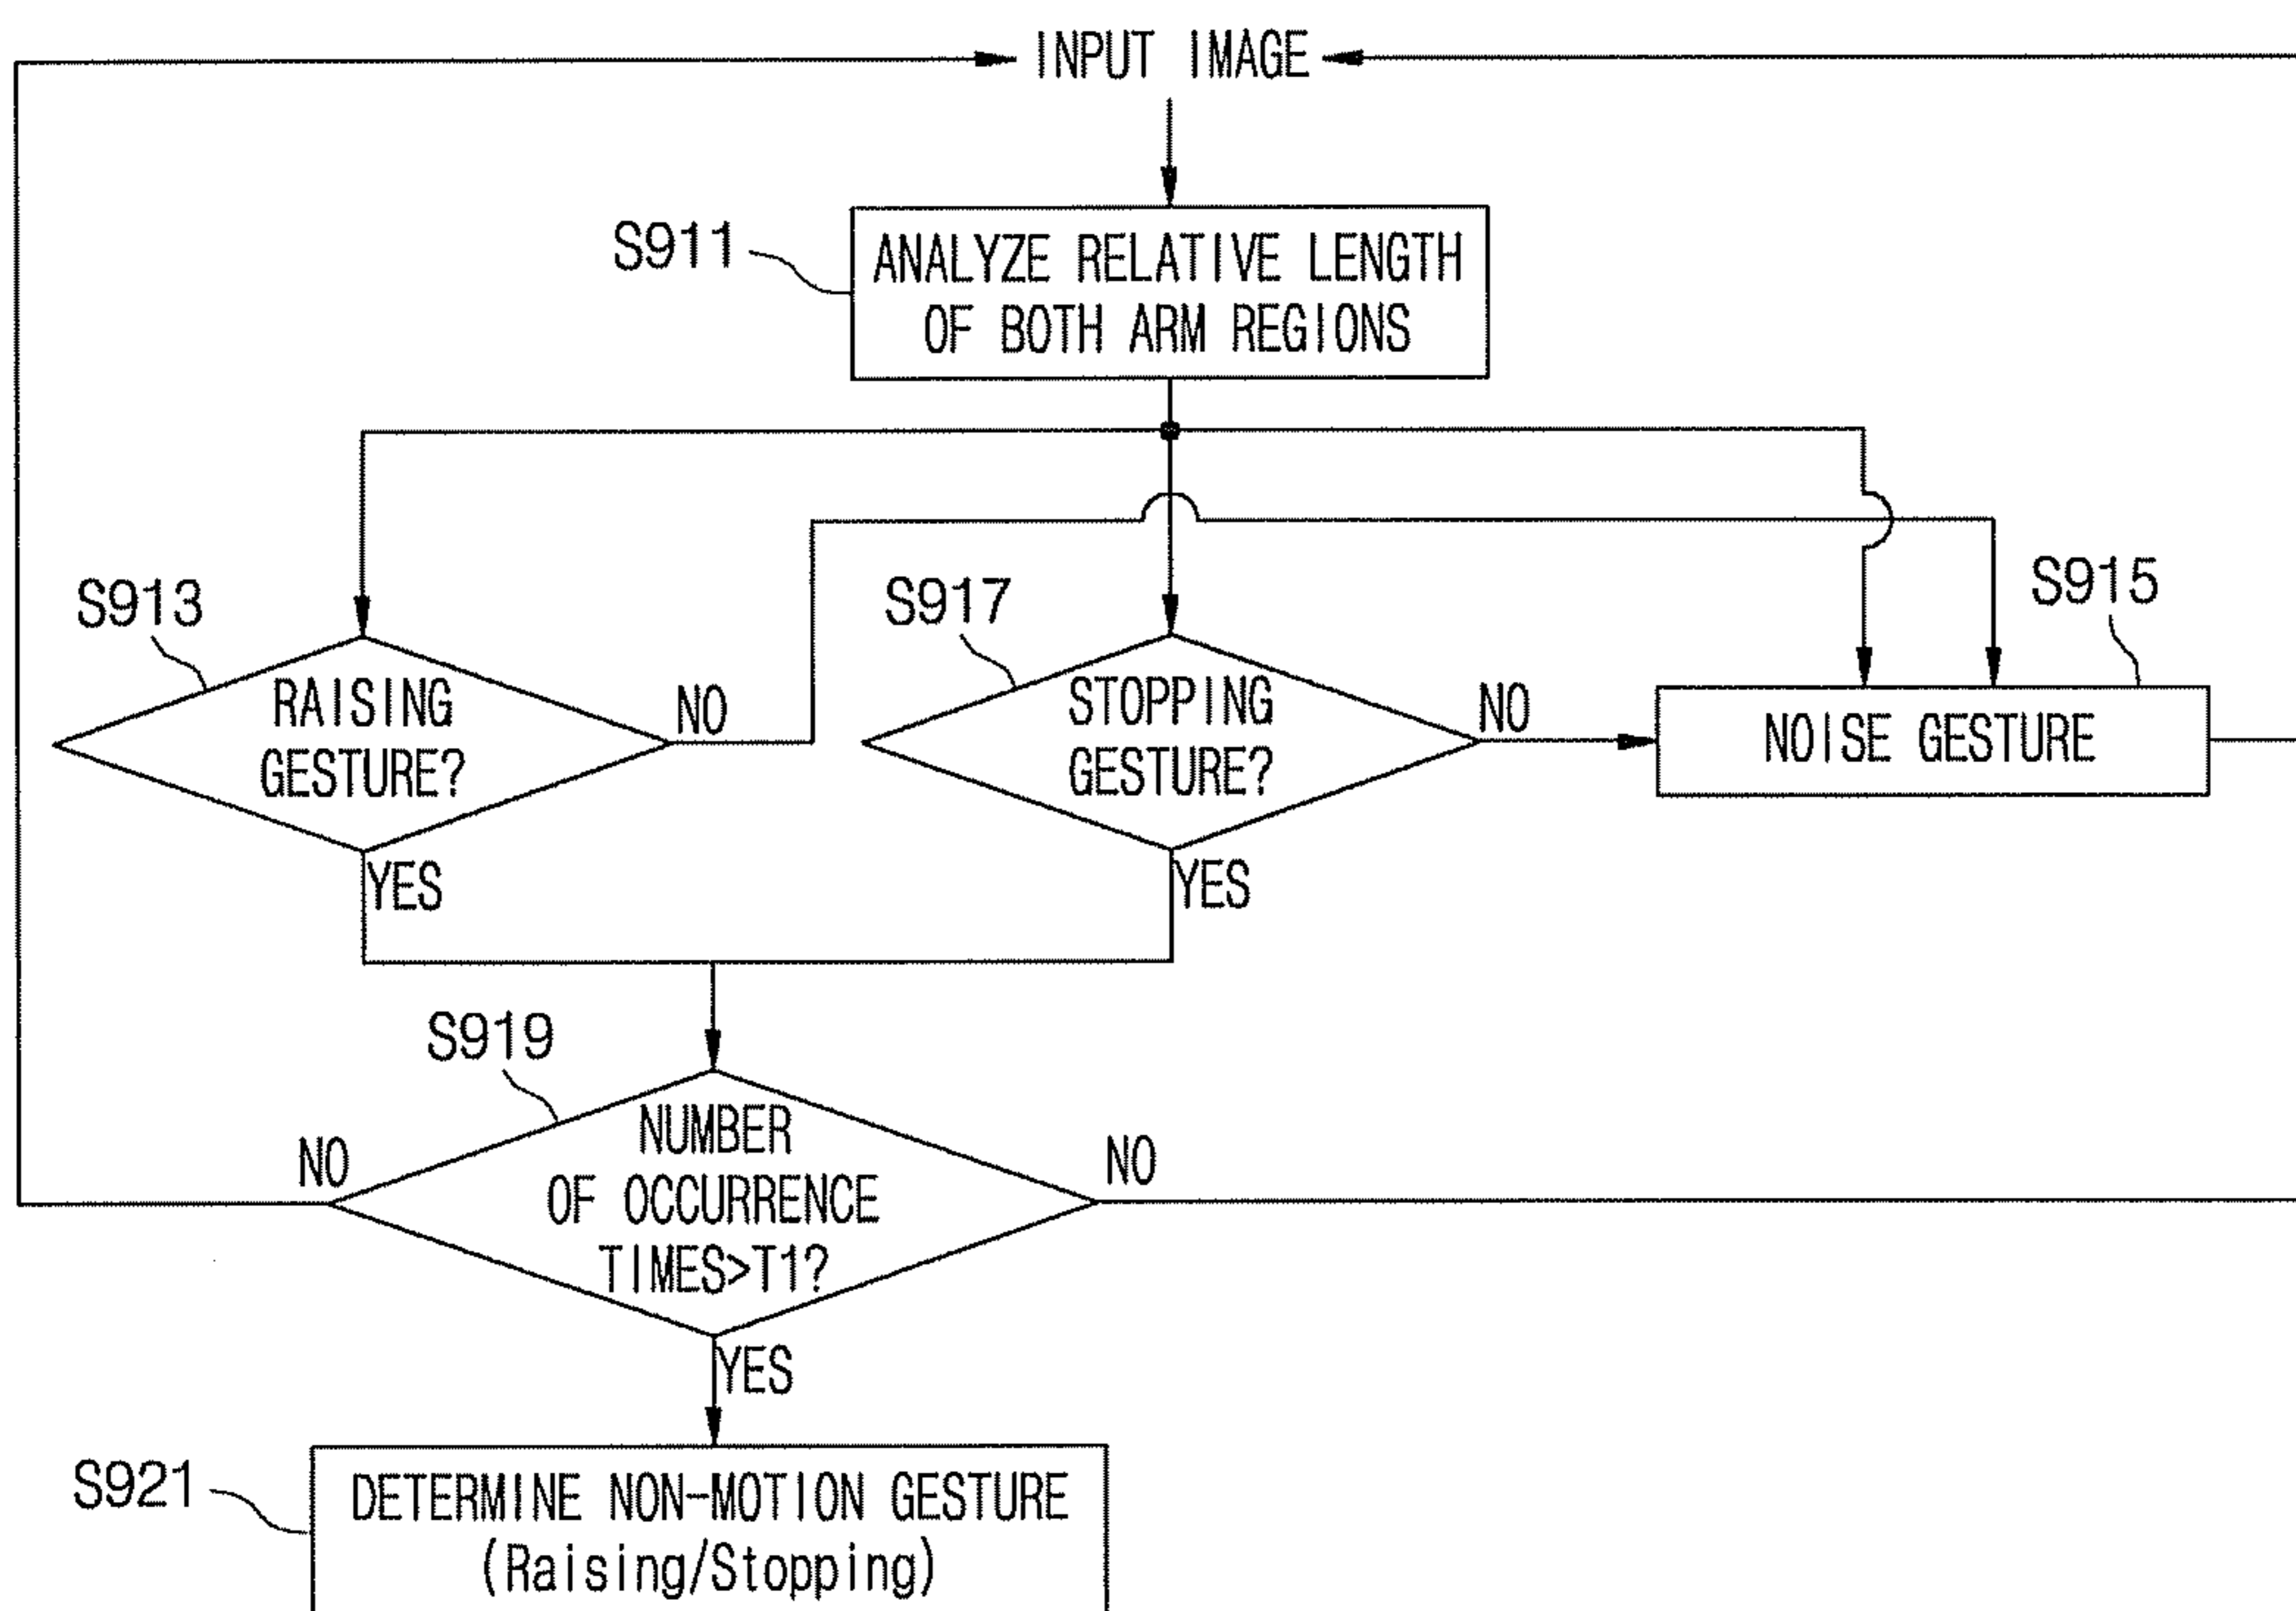 INPUT IMAGE
S911
ANALYZE RELATIVE LENGTH
OF BOTH ARM REGIONS
S913
RAISING
GESTURE?
NO
YES
S917
STOPPING
GESTURE?
NO
YES
S915
NOISE GESTURE
S919
NUMBER
OF OCCURRENCE
TIMES>T1?
NO
NO
YES
S921
DETERMINE NON-MOTION GESTURE
(Raising/Stopping)